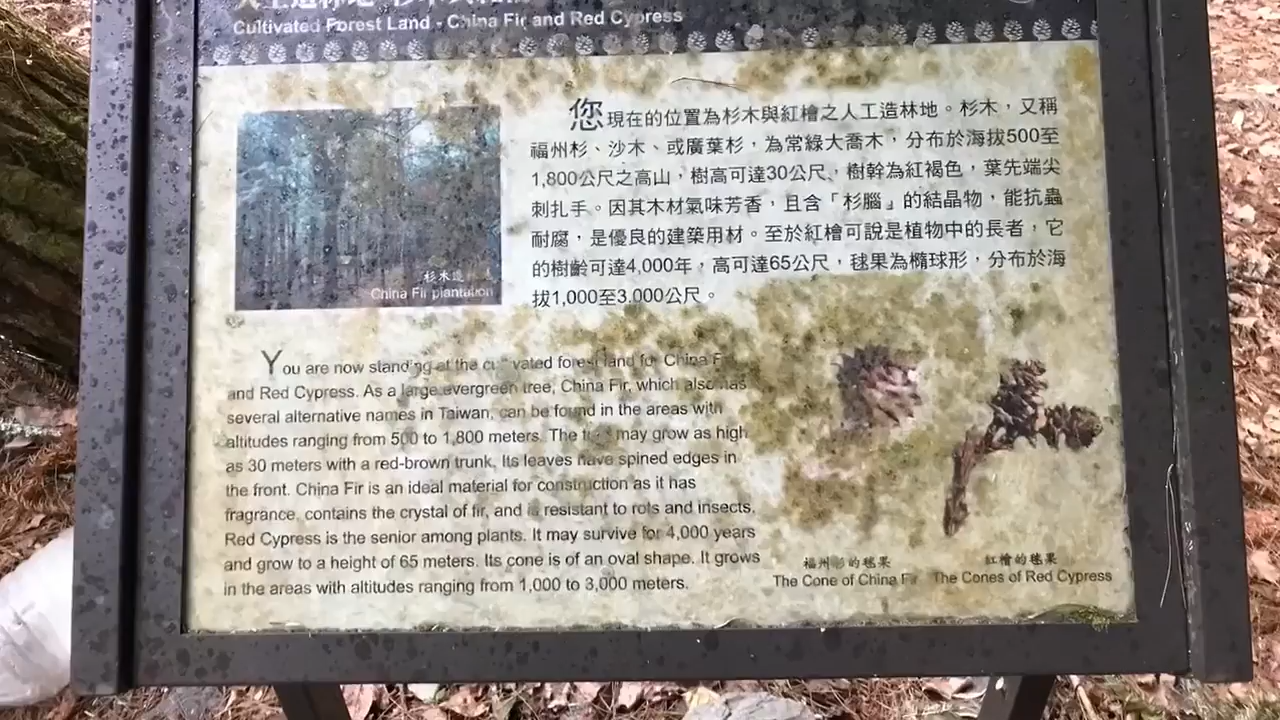 Cultivated Forest Land - China Fir and Red Cypress
杉木造
China Fir plantation
您現在的位置為杉木與紅檜之人工造林地。杉木，又稱
福州杉、沙木、或廣葉杉，為常綠大喬木，分布於海拔500至
1,800公尺之高山，樹高可達30公尺，樹幹為紅褐色，葉先端尖
刺扎手。因其木材氣味芳香，且含「杉腦」的結晶物，能抗蟲
耐腐，是優良的建築用材。至於紅檜可說是植物中的長者，它
的樹齡可達4,000年，高可達65公尺，毬果為橢球形，分布於海
拔1,000至3,000公尺。
You are now standing at the cultivated forest land for China
and Red Cypress. As a large evergreen tree, China Fir, which also has
several alternative names in Taiwan, can be found in the areas with
altitudes ranging from 500 to 1,800 meters. The may grow as high
as 30 meters with a red-brown trunk. Its leaves have spined edges in
the front. China Fir is an ideal material for construction as it has
fragrance, contains the crystal of fir, and is resistant to rots and insects.
Red Cypress is the senior among plants. It may survive for 4,000 years
and grow to a height of 65 meters. Its cone is of an oval shape. It grows
in the areas with altitudes ranging from 1,000 to 3,000 meters.
福州杉的毬果
The Cone of China Fir
紅檜的毬果
The Cones of Red Cypress